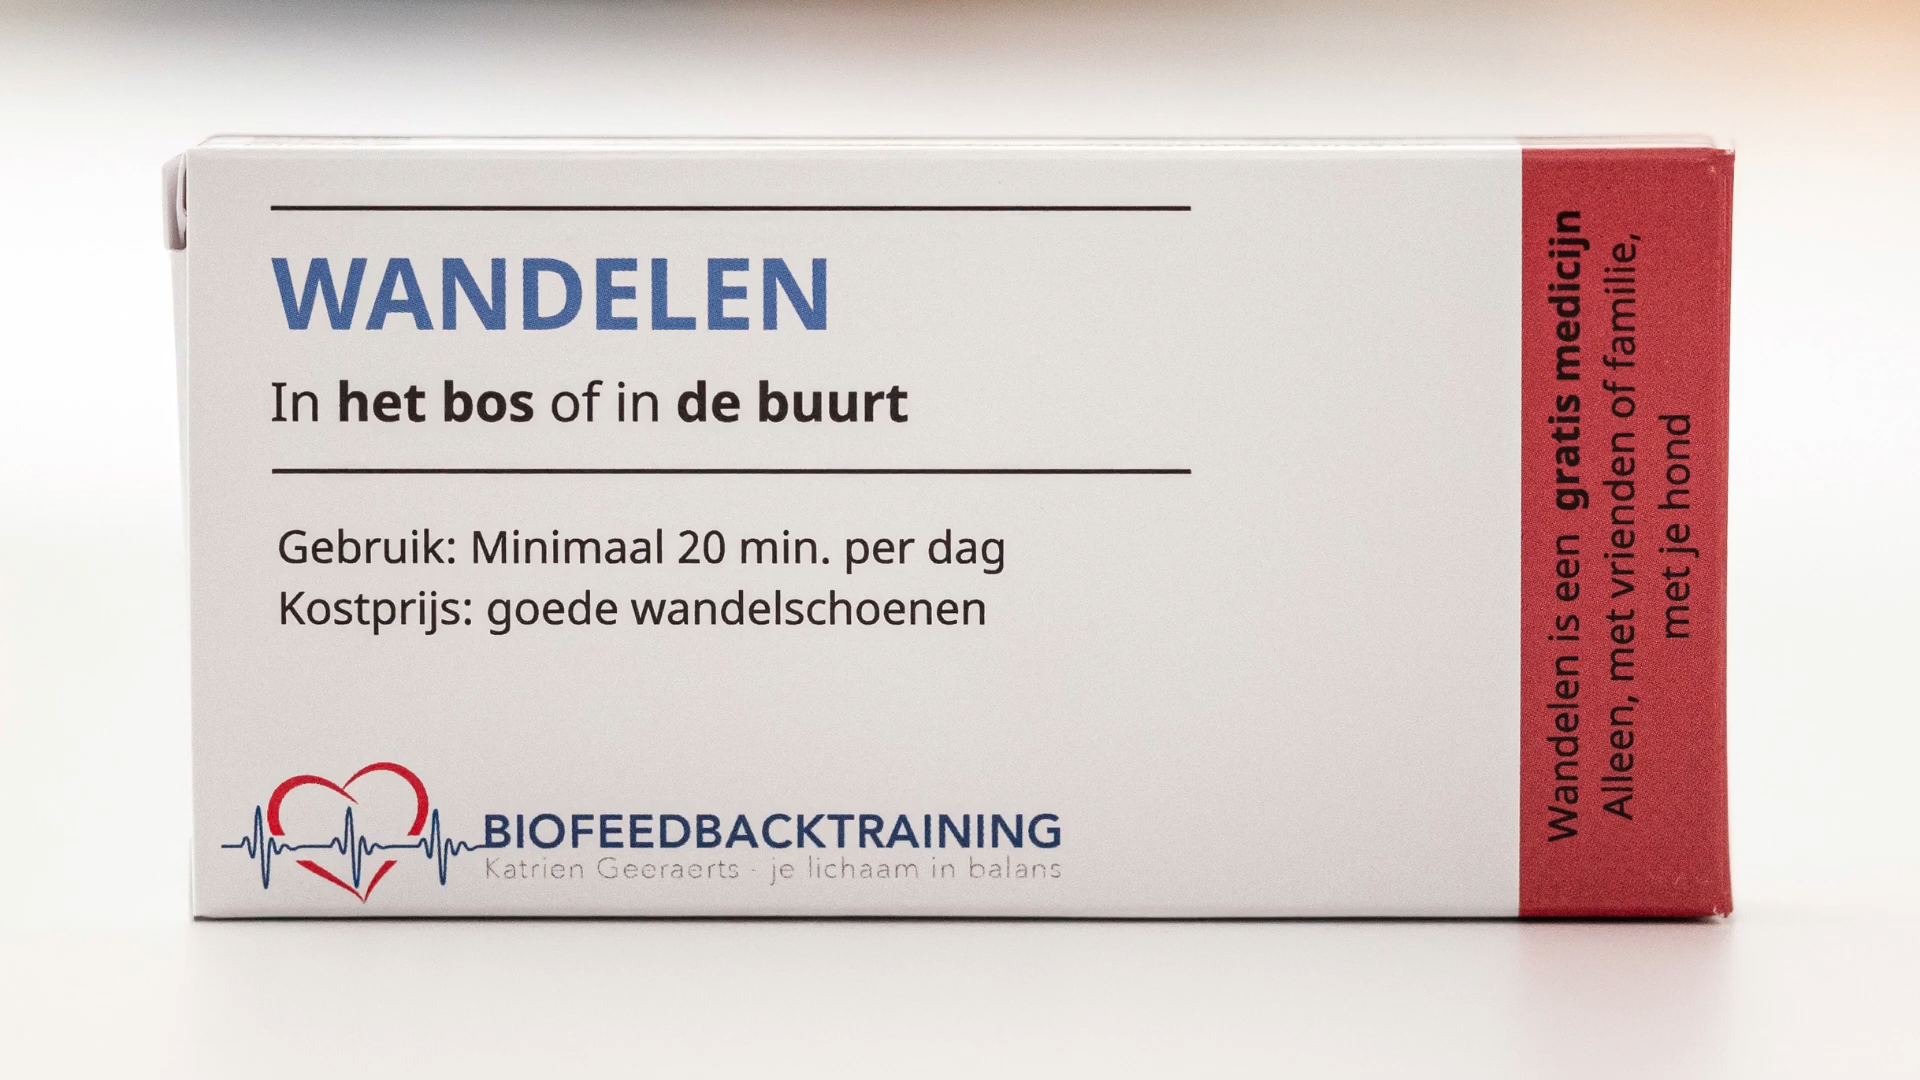 WANDELEN
In het bos of in de buurt
Gebruik: Minimaal 20 min. per dag
Kostprijs: goede wandelschoenen
BIOFEEDBACKTRAINING
Katrien Geeraerts - je lichaam in balans
Wandelen is een gratis medicijn
Alleen, met vrienden of familie,
met je hond